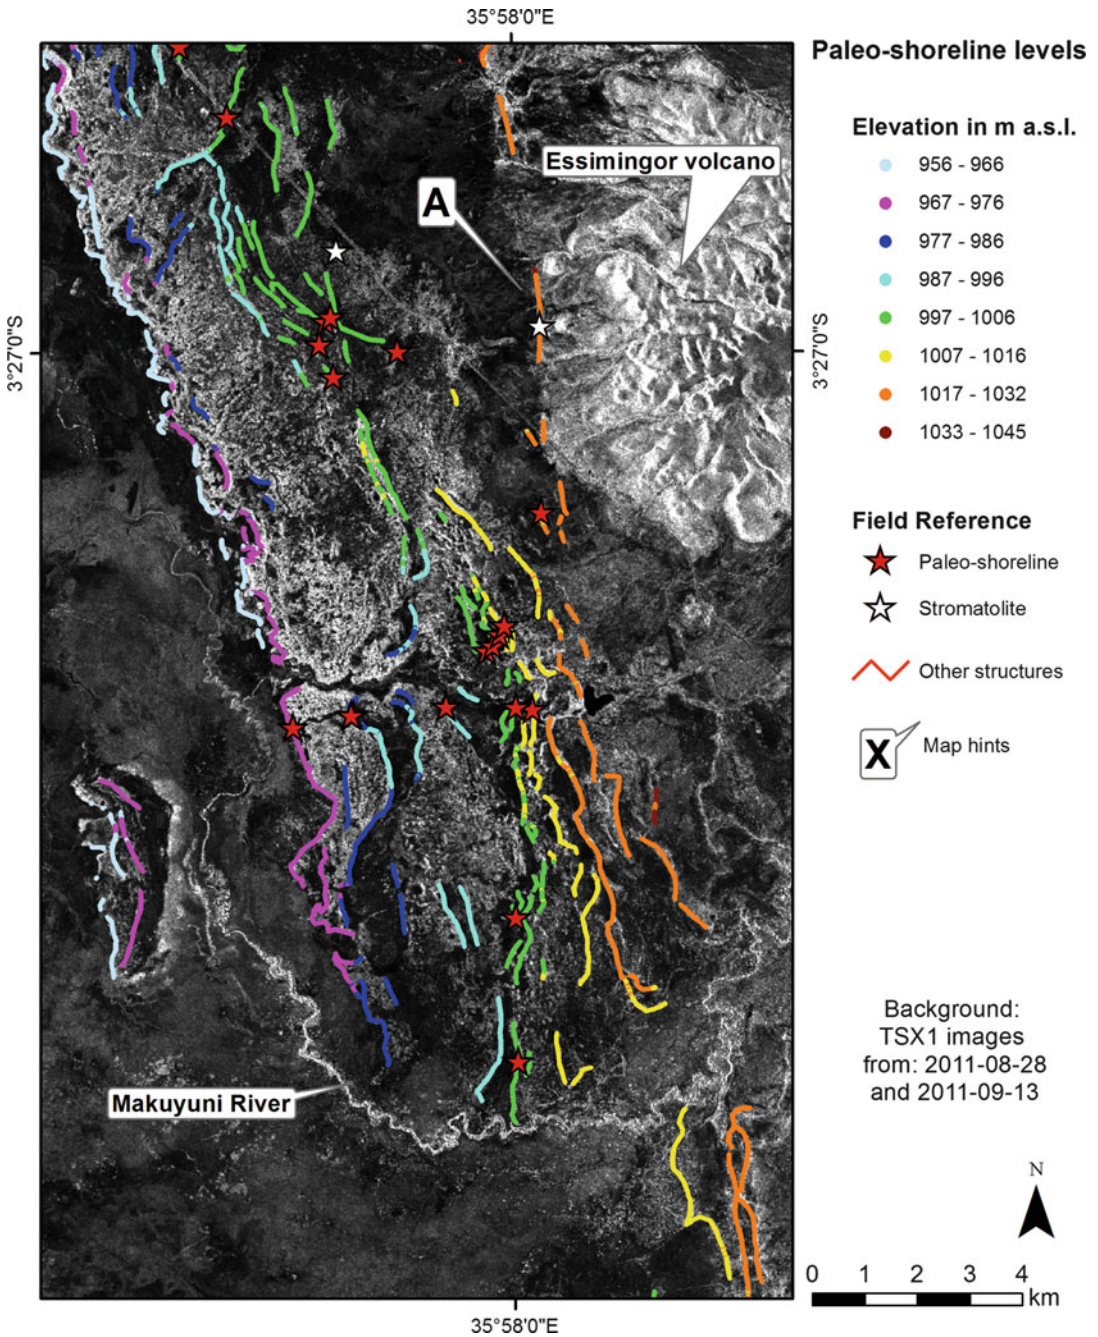 35°58'0"E
Paleo-shoreline levels
Elevation in m a.s.l.
956 - 966
967 - 976
977 - 986
987 - 996
997 - 1006
1007 - 1016
1017 - 1032
1033 - 1045
Essimingor volcano
A
3°27'0"S
3°27'0"S
Field Reference
Paleo-shoreline
Stromatolite
Other structures
X
Map hints
Background:
TSX1 images
from: 2011-08-28
and 2011-09-13
Makuyuni River
N
0 1 2 3 4
km
35°58'0"E